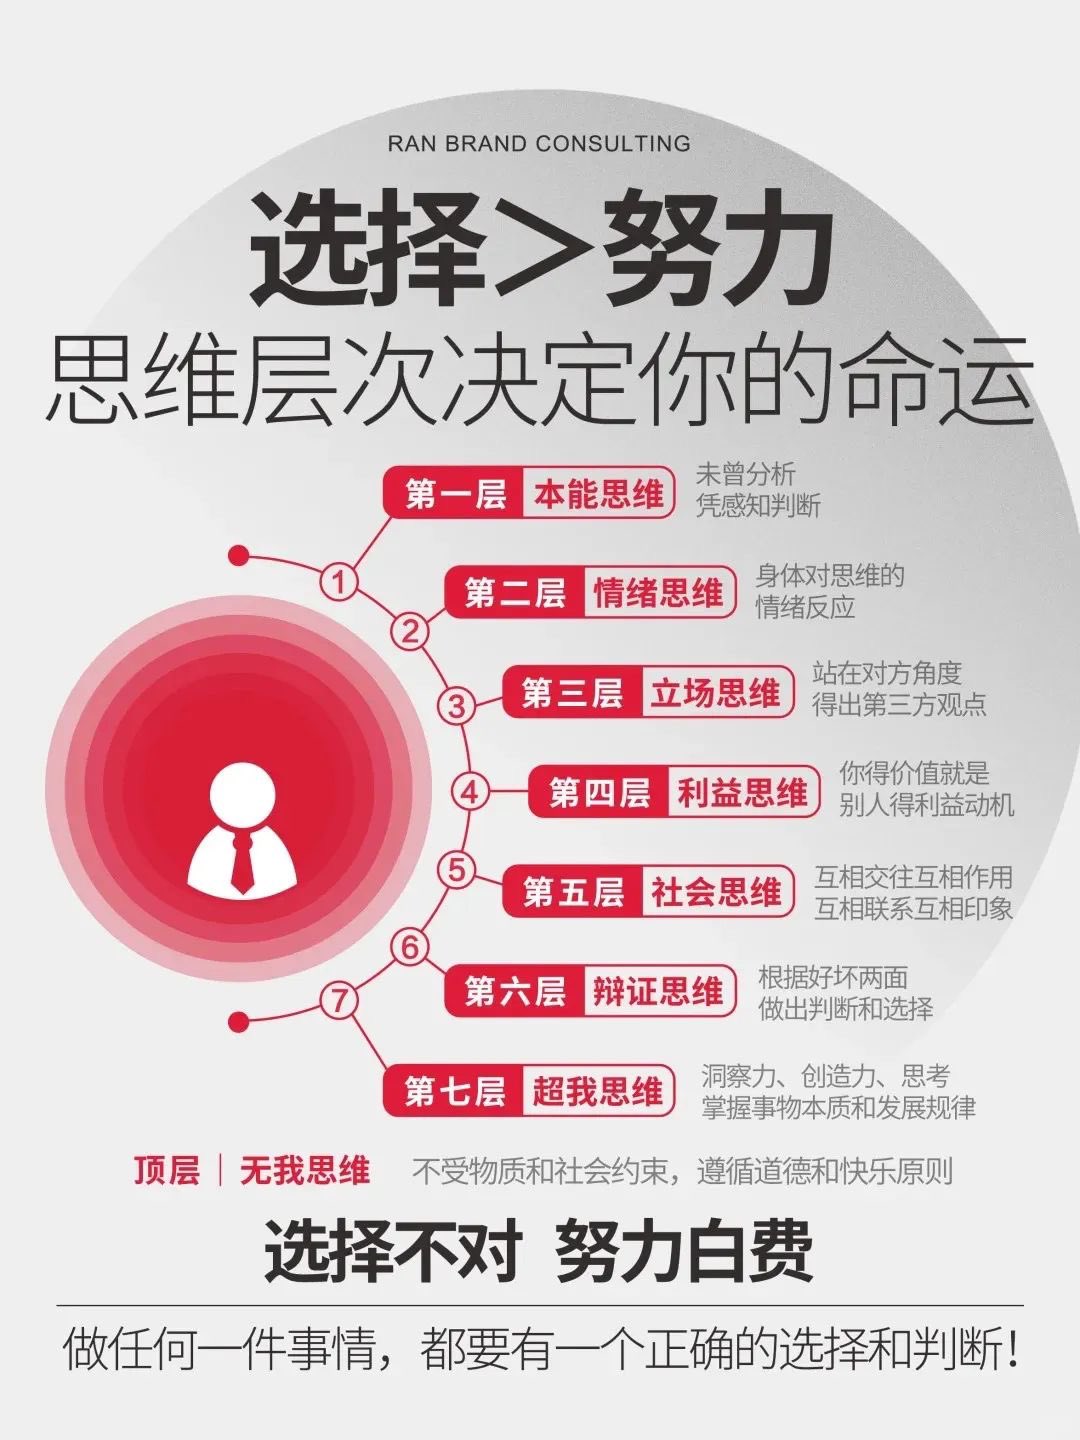 RAN BRAND CONSULTING
选择>努力
思维层次决定你的命运
第一层 本能思维
未曾分析
凭感知判断
1
第二层 情绪思维
身体对思维的
情绪反应
2
第三层 立场思维
站在对方角度
得出第三方观点
3
第四层 利益思维
你得价值就是
别人得利益动机
4
第五层 社会思维
互相交往互相作用
互相联系互相印象
5
第六层 辩证思维
根据好坏两面
做出判断和选择
6
第七层 超我思维
洞察力、创造力、思考
掌握事物本质和发展规律
7
顶层|无我思维 不受物质和社会约束，遵循道德和快乐原则
选择不对 努力白费
做任何一件事情，都要有一个正确的选择和判断！